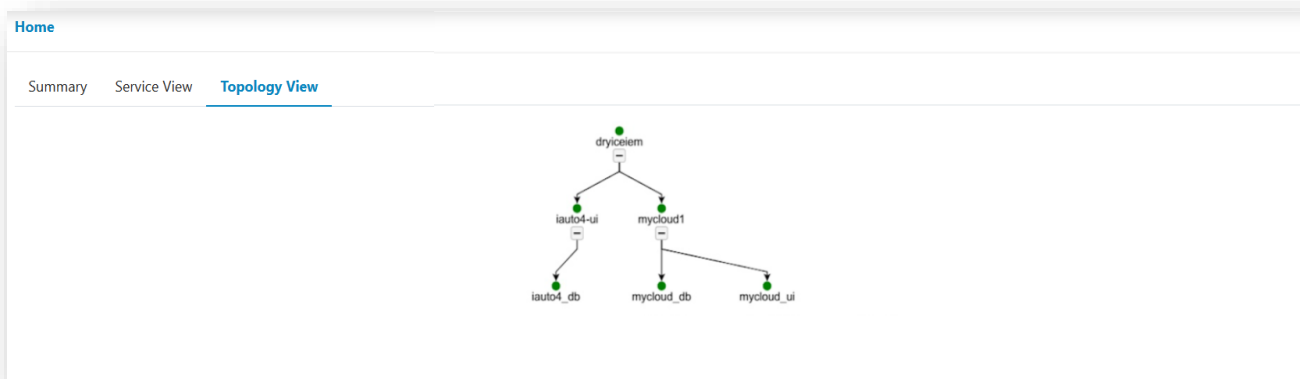 Home
Summary Service View Topology View
dryiceiem
iauto4-ui mycloud1
iauto4_db mycloud_db mycloud_ui